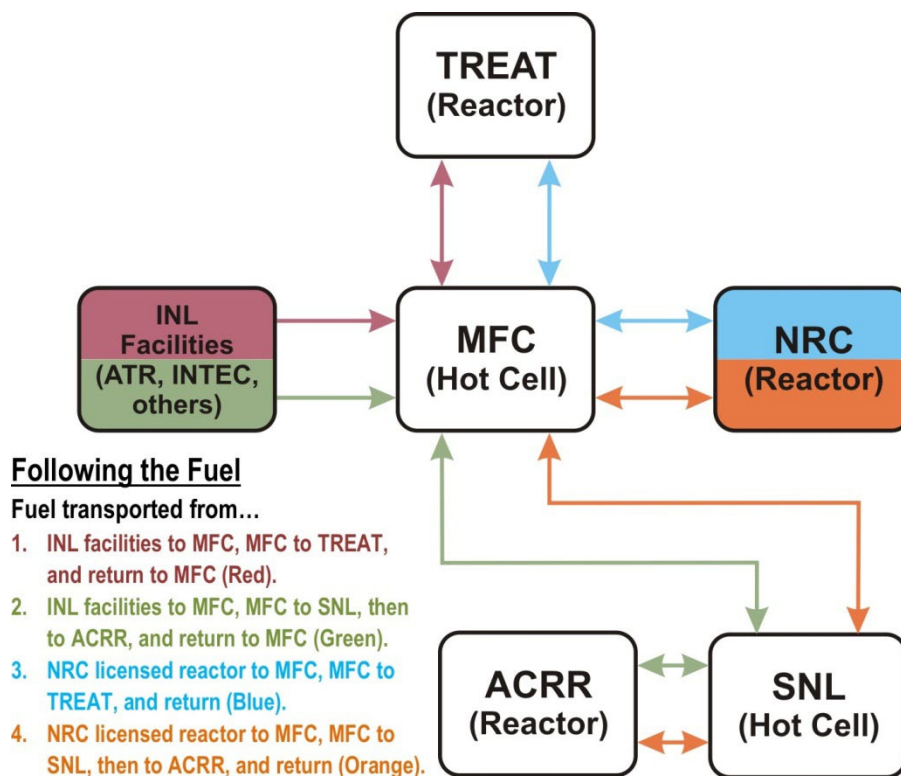 TREAT
(Reactor)
INL
Facilities
(ATR, INTEC,
others)
MFC
(Hot Cell)
NRC
(Reactor)
Following the Fuel
Fuel transported from…
1. INL facilities to MFC, MFC to TREAT,
and return to MFC (Red).
2. INL facilities to MFC, MFC to SNL, then
to ACRR, and return to MFC (Green).
3. NRC licensed reactor to MFC, MFC to
TREAT, and return (Blue).
4. NRC licensed reactor to MFC, MFC to
SNL, then to ACRR, and return (Orange).
ACRR
(Reactor)
SNL
(Hot Cell)